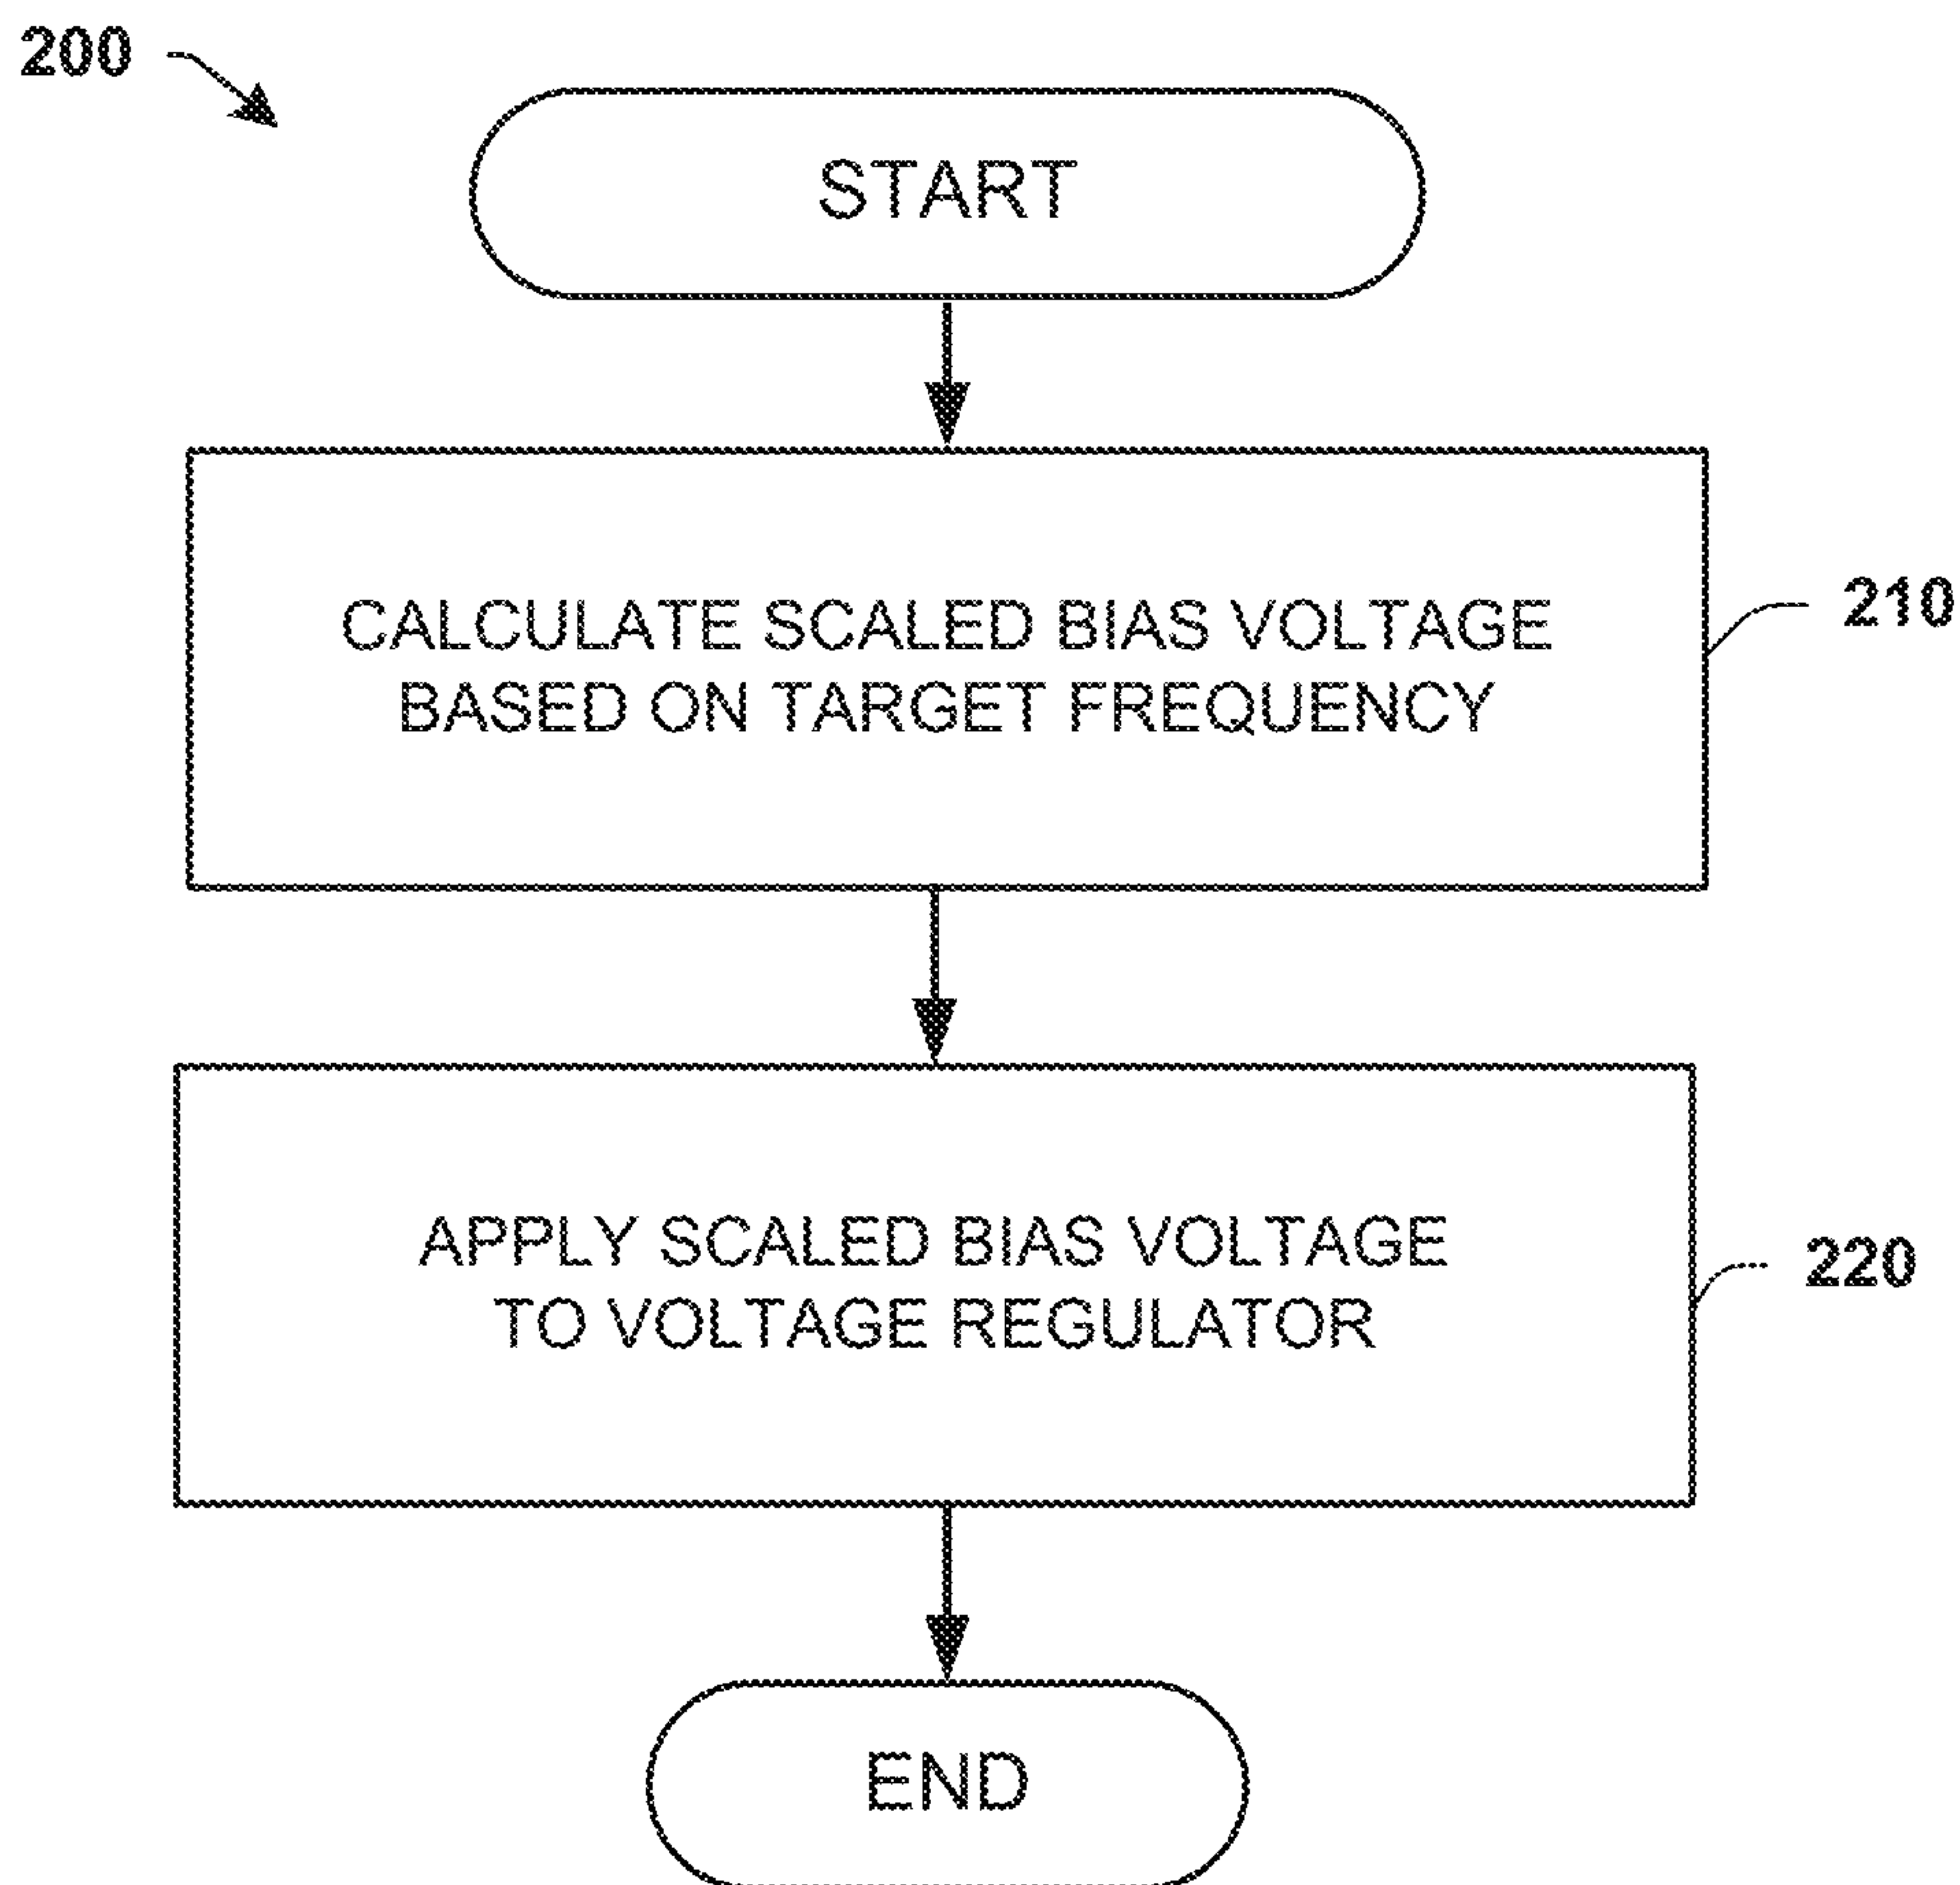 200
START
CALCULATE SCALED BIAS VOLTAGE
BASED ON TARGET FREQUENCY
210
APPLY SCALED BIAS VOLTAGE
TO VOLTAGE REGULATOR
220
END